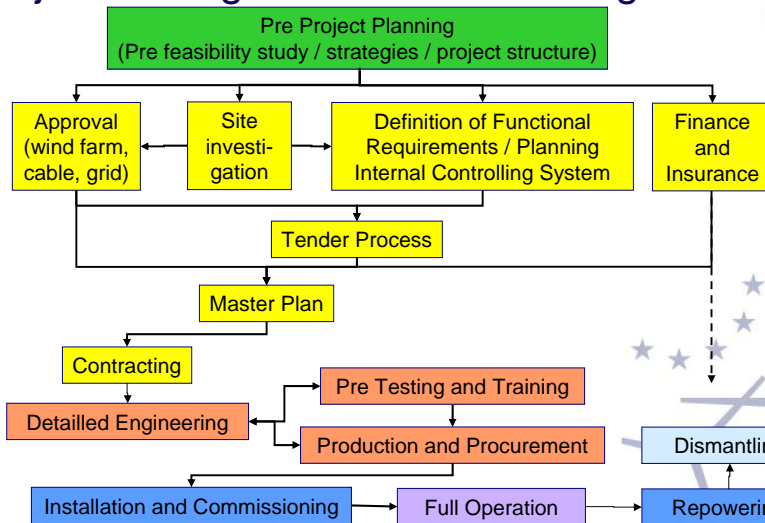 Pre Project Planning
(Pre feasibility study / strategies / project structure)
Approval
(wind farm,
cable, grid)
Site
investi-
gation
Definition of Functional
Requirements / Planning
Internal Controlling System
Finance
and
Insurance
Tender Process
Master Plan
Contracting
Pre Testing and Training
Detailled Engineering
Production and Procurement
Installation and Commissioning
Full Operation